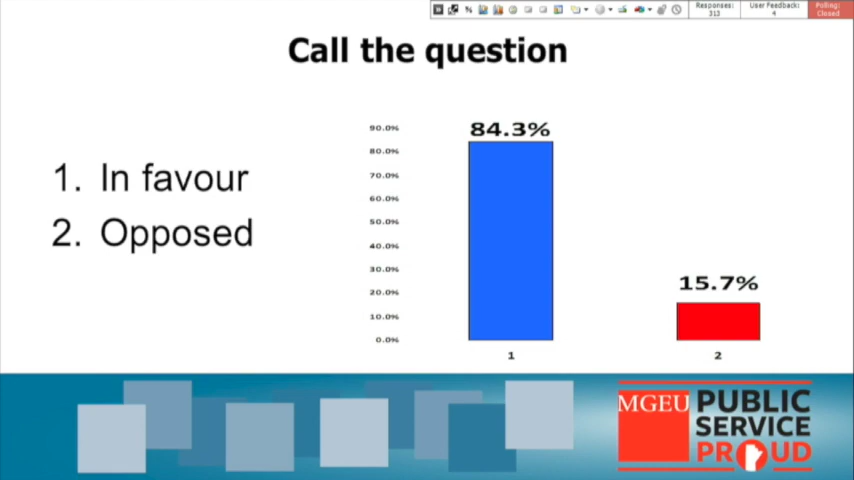 Responses: User Feedback: Polling:
313 4 Closed
Call the question
1. In favour
2. Opposed
90.0%
80.0%
70.0%
60.0%
50.0%
40.0%
30.0%
20.0%
10.0%
0.0%
84.3%
15.7%
1 2
MGEU PUBLIC
SERVICE
PROUD